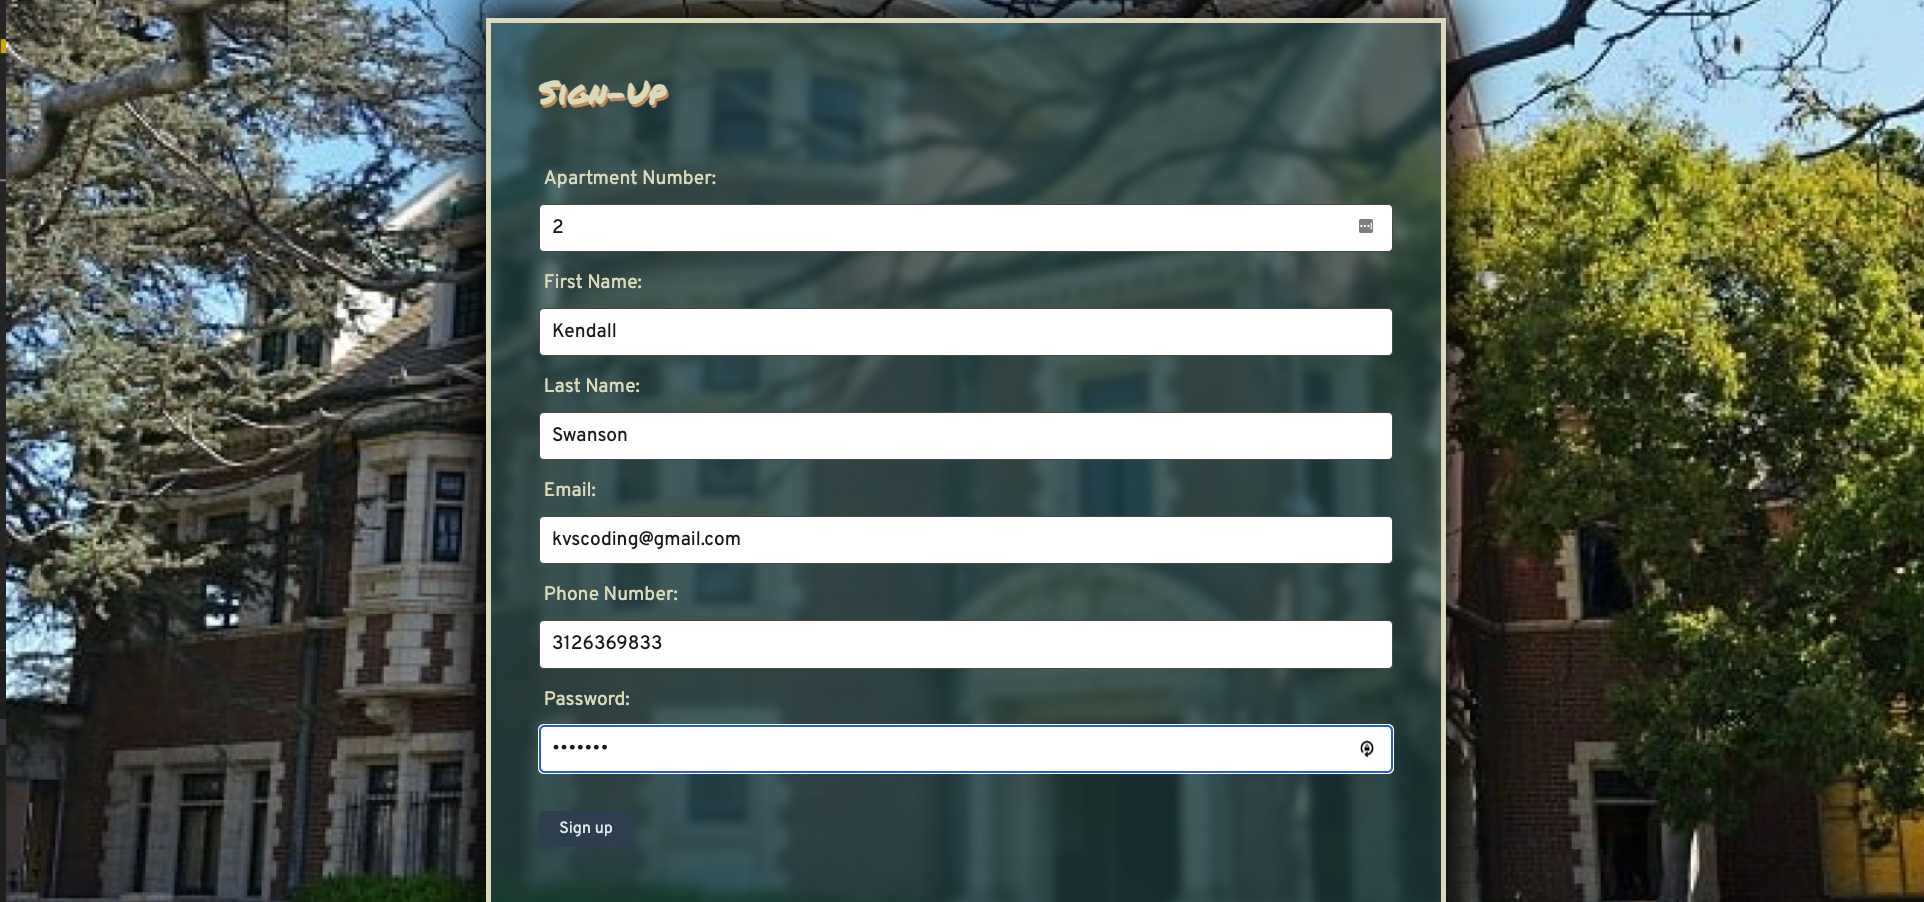 Sign-Up
Apartment Number:
2
First Name:
Kendall
Last Name:
Swanson
Email:
kvscoding@gmail.com
Phone Number:
3126369833
Password:
•••••••
Sign up